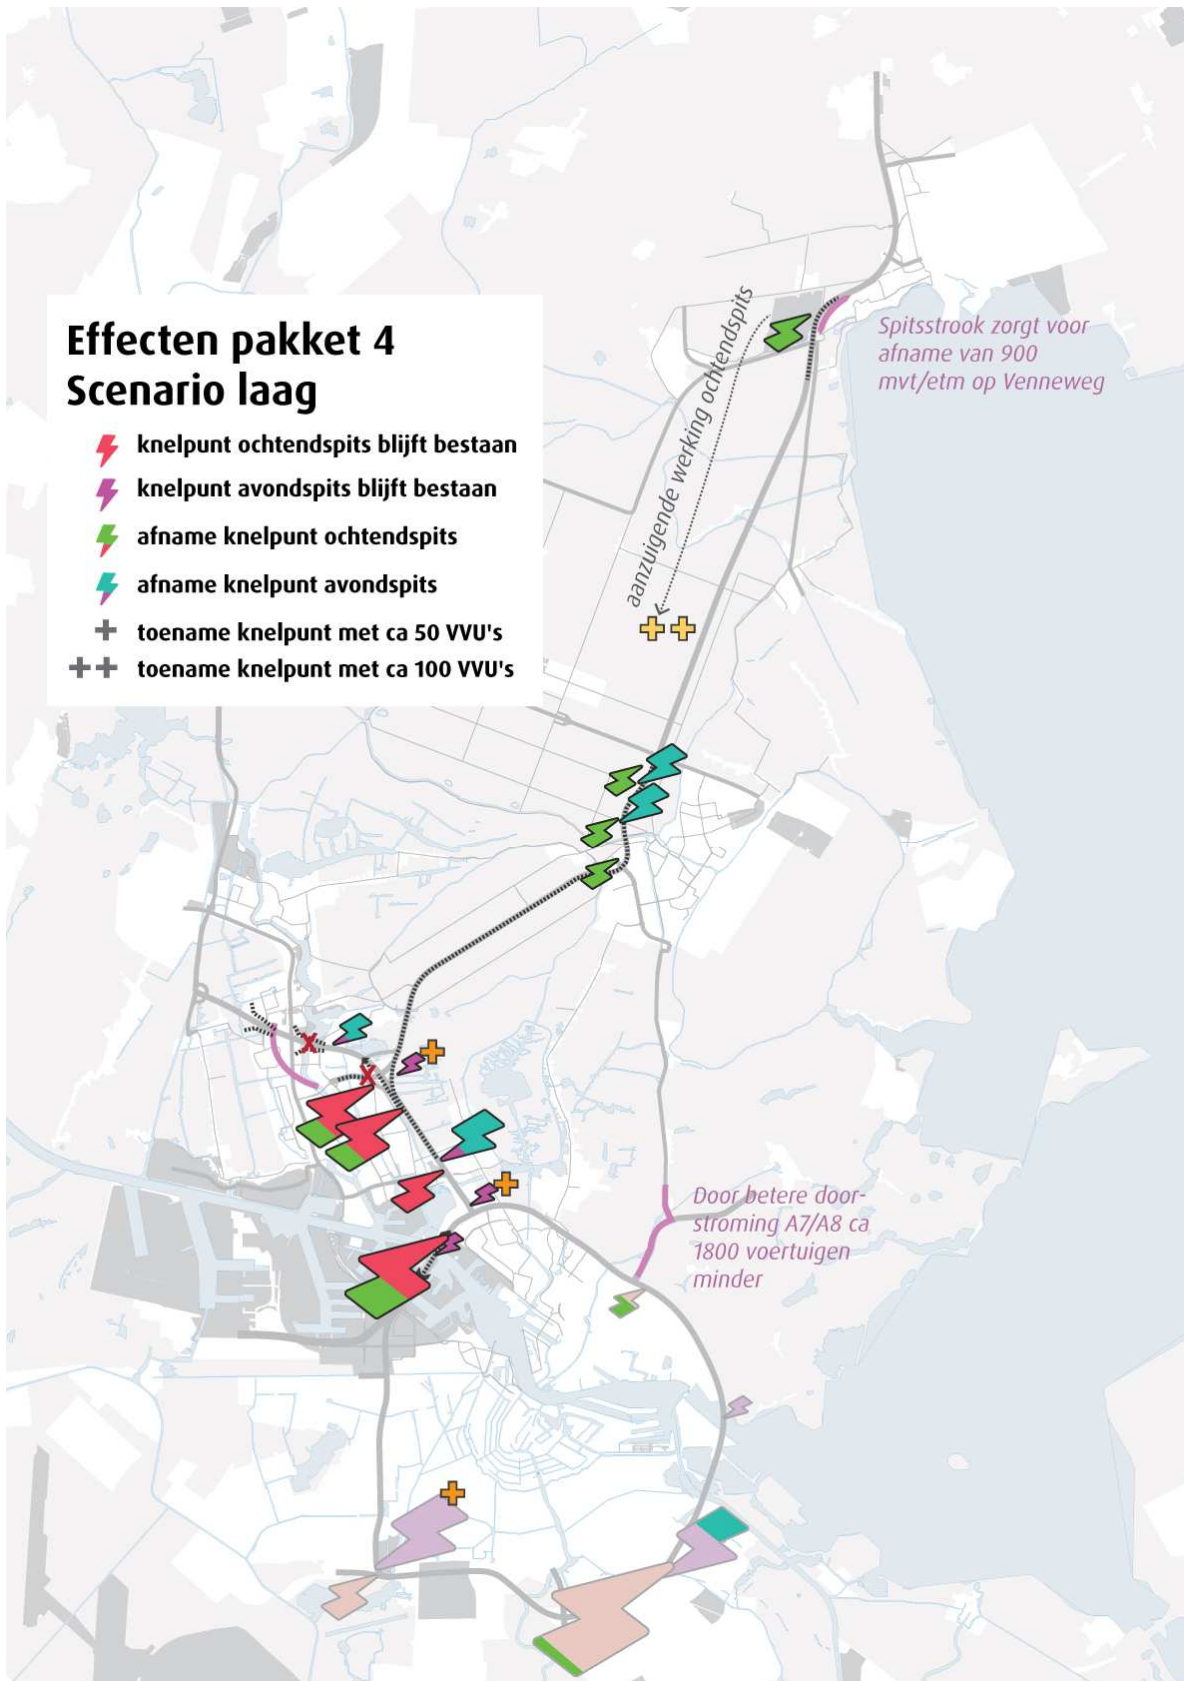 Effecten pakket 4
Scenario laag
knelpunt ochtendspits blijft bestaan
knelpunt avondspits blijft bestaan
afname knelpunt ochtendspits
afname knelpunt avondspits
toename knelpunt met ca 50 VVU's
toename knelpunt met ca 100 VVU's
Spitsstrook zorgt voor
afname van 900
mvt/etm op Venneweg
aanzuigende werking ochtendspits
Door betere door-
stroming A7/A8 ca
1800 voertuigen
minder